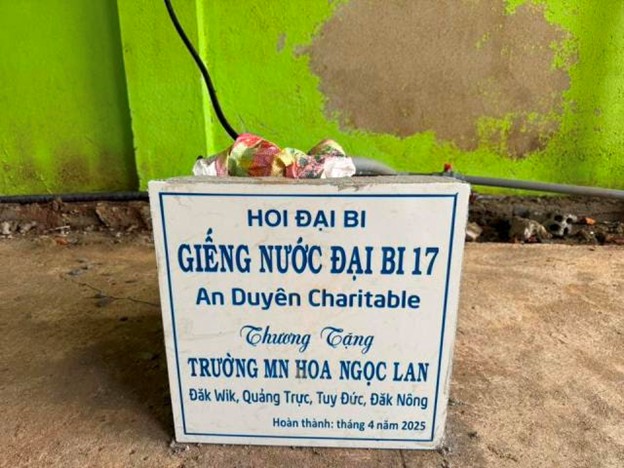 HOI ĐẠI BI
GIẾNG NƯỚC ĐẠI BI 17
An Duyên Charitable
Thương Tặng
TRƯỜNG MN HOA NGỌC LAN
Đăk Wik, Quảng Trực, Tuy Đức, Đăk Nông
Hoàn thành: tháng 4 năm 2025